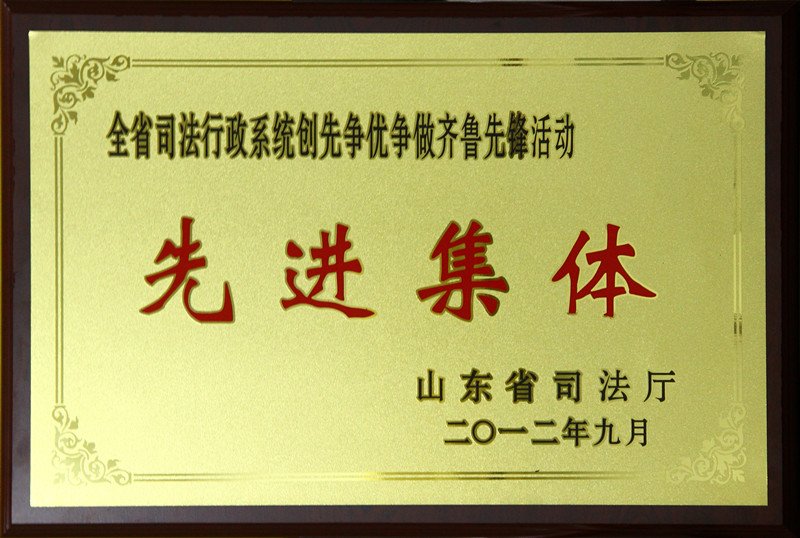 全省司法行政系统创先争优争做齐鲁先锋活动
先进集体
山东省司法厅
二〇一二年九月